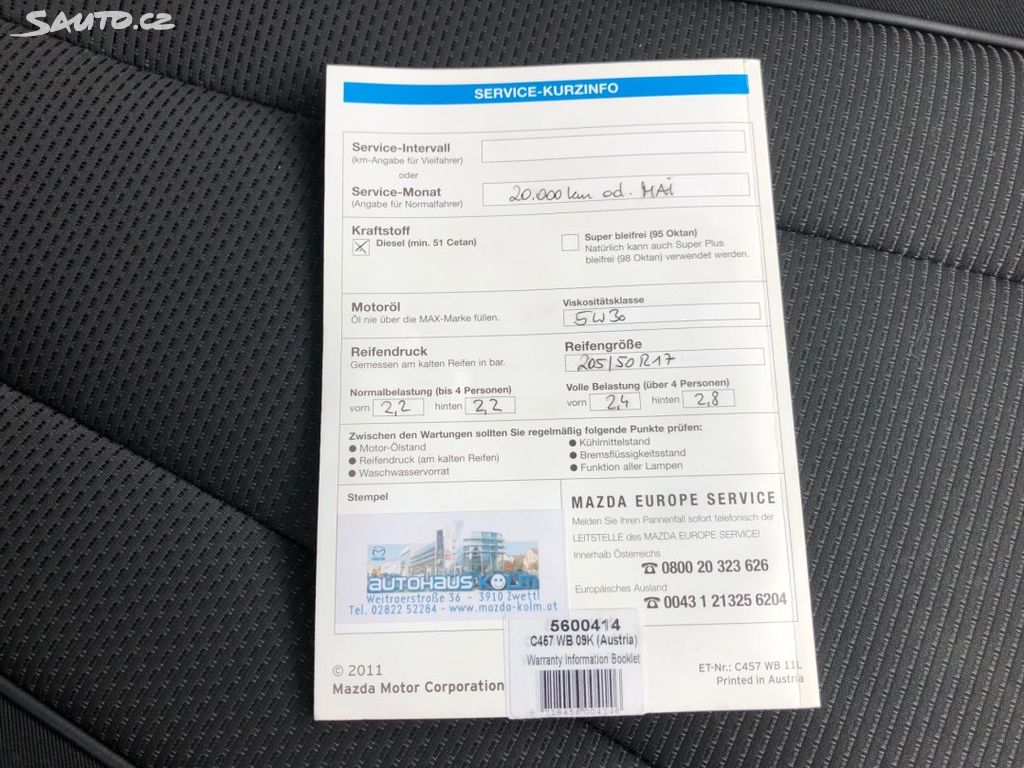 SAUTO.CZ
SERVICE-KURZINFO
Service-Intervall
(km-Angabe für Vielfahrer)
oder
Service-Monat
(Angabe für Normalfahrer)
20.000 km od. MAI
Kraftstoff
Diesel (min. 51 Cetan)
Super bleifrei (95 Oktan)
Natürlich kann auch Super Plus
bleifrei (98 Oktan) verwendet werden.
Motoröl
Öl nie über die MAX-Marke füllen.
Viskositätsklasse
5W30
Reifendruck
Gemessen am kalten Reifen in bar.
Reifengröße
205/50 R17
Normalbelastung (bis 4 Personen)
vorn 2,2 hinten 2,2
Volle Belastung (über 4 Personen)
vorn 2,4 hinten 2,8
Zwischen den Wartungen sollten Sie regelmäßig folgende Punkte prüfen:
● Motor-Ölstand
● Reifendruck (am kalten Reifen)
● Waschwasservorrat
● Kühlmittelstand
● Bremsflüssigkeitsstand
● Funktion aller Lampen
Stempel
AUTOHAUS KOLM
Weitraerstraße 36 - 3910 Zwettl
Tel. 02822 52284 - www.mazda-kolm.at
MAZDA EUROPE SERVICE
Melden Sie Ihren Pannenfall sofort telefonisch der
LEITSTELLE des MAZDA EUROPE SERVICE!
Innerhalb Österreichs
☎ 0800 20 323 626
Europäisches Ausland
☎ 0043 1 21325 6204
5600414
C457 WB 09K (Austria)
Warranty Information Booklet
© 2011
Mazda Motor Corporation
ET-Nr.: C457 WB 11L
Printed in Austria